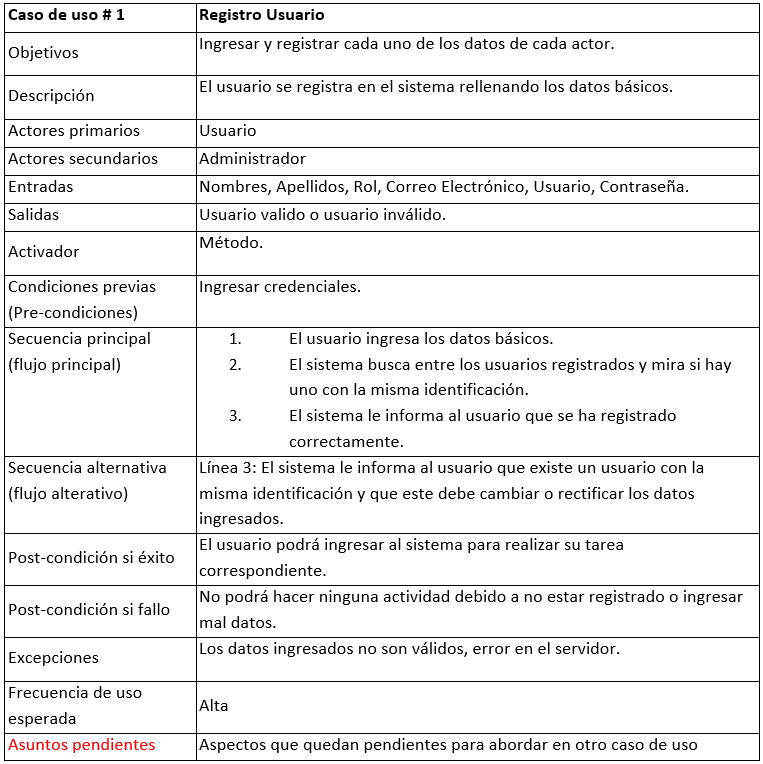 Caso de uso # 1
Registro Usuario
Objetivos
Ingresar y registrar cada uno de los datos de cada actor.
Descripción
El usuario se registra en el sistema rellenando los datos básicos.
Actores primarios
Usuario
Actores secundarios
Administrador
Entradas
Nombres, Apellidos, Rol, Correo Electrónico, Usuario, Contraseña.
Salidas
Usuario valido o usuario inválido.
Activador
Método.
Condiciones previas
(Pre-condiciones)
Ingresar credenciales.
Secuencia principal
(flujo principal)
1. El usuario ingresa los datos básicos.
2. El sistema busca entre los usuarios registrados y mira si hay
uno con la misma identificación.
3. El sistema le informa al usuario que se ha registrado
correctamente.
Secuencia alternativa
(flujo alterativo)
Línea 3: El sistema le informa al usuario que existe un usuario con la
misma identificación y que este debe cambiar o rectificar los datos
ingresados.
Post-condición si éxito
El usuario podrá ingresar al sistema para realizar su tarea
correspondiente.
Post-condición si fallo
No podrá hacer ninguna actividad debido a no estar registrado o ingresar
mal datos.
Excepciones
Los datos ingresados no son válidos, error en el servidor.
Frecuencia de uso
esperada
Alta
Asuntos pendientes
Aspectos que quedan pendientes para abordar en otro caso de uso